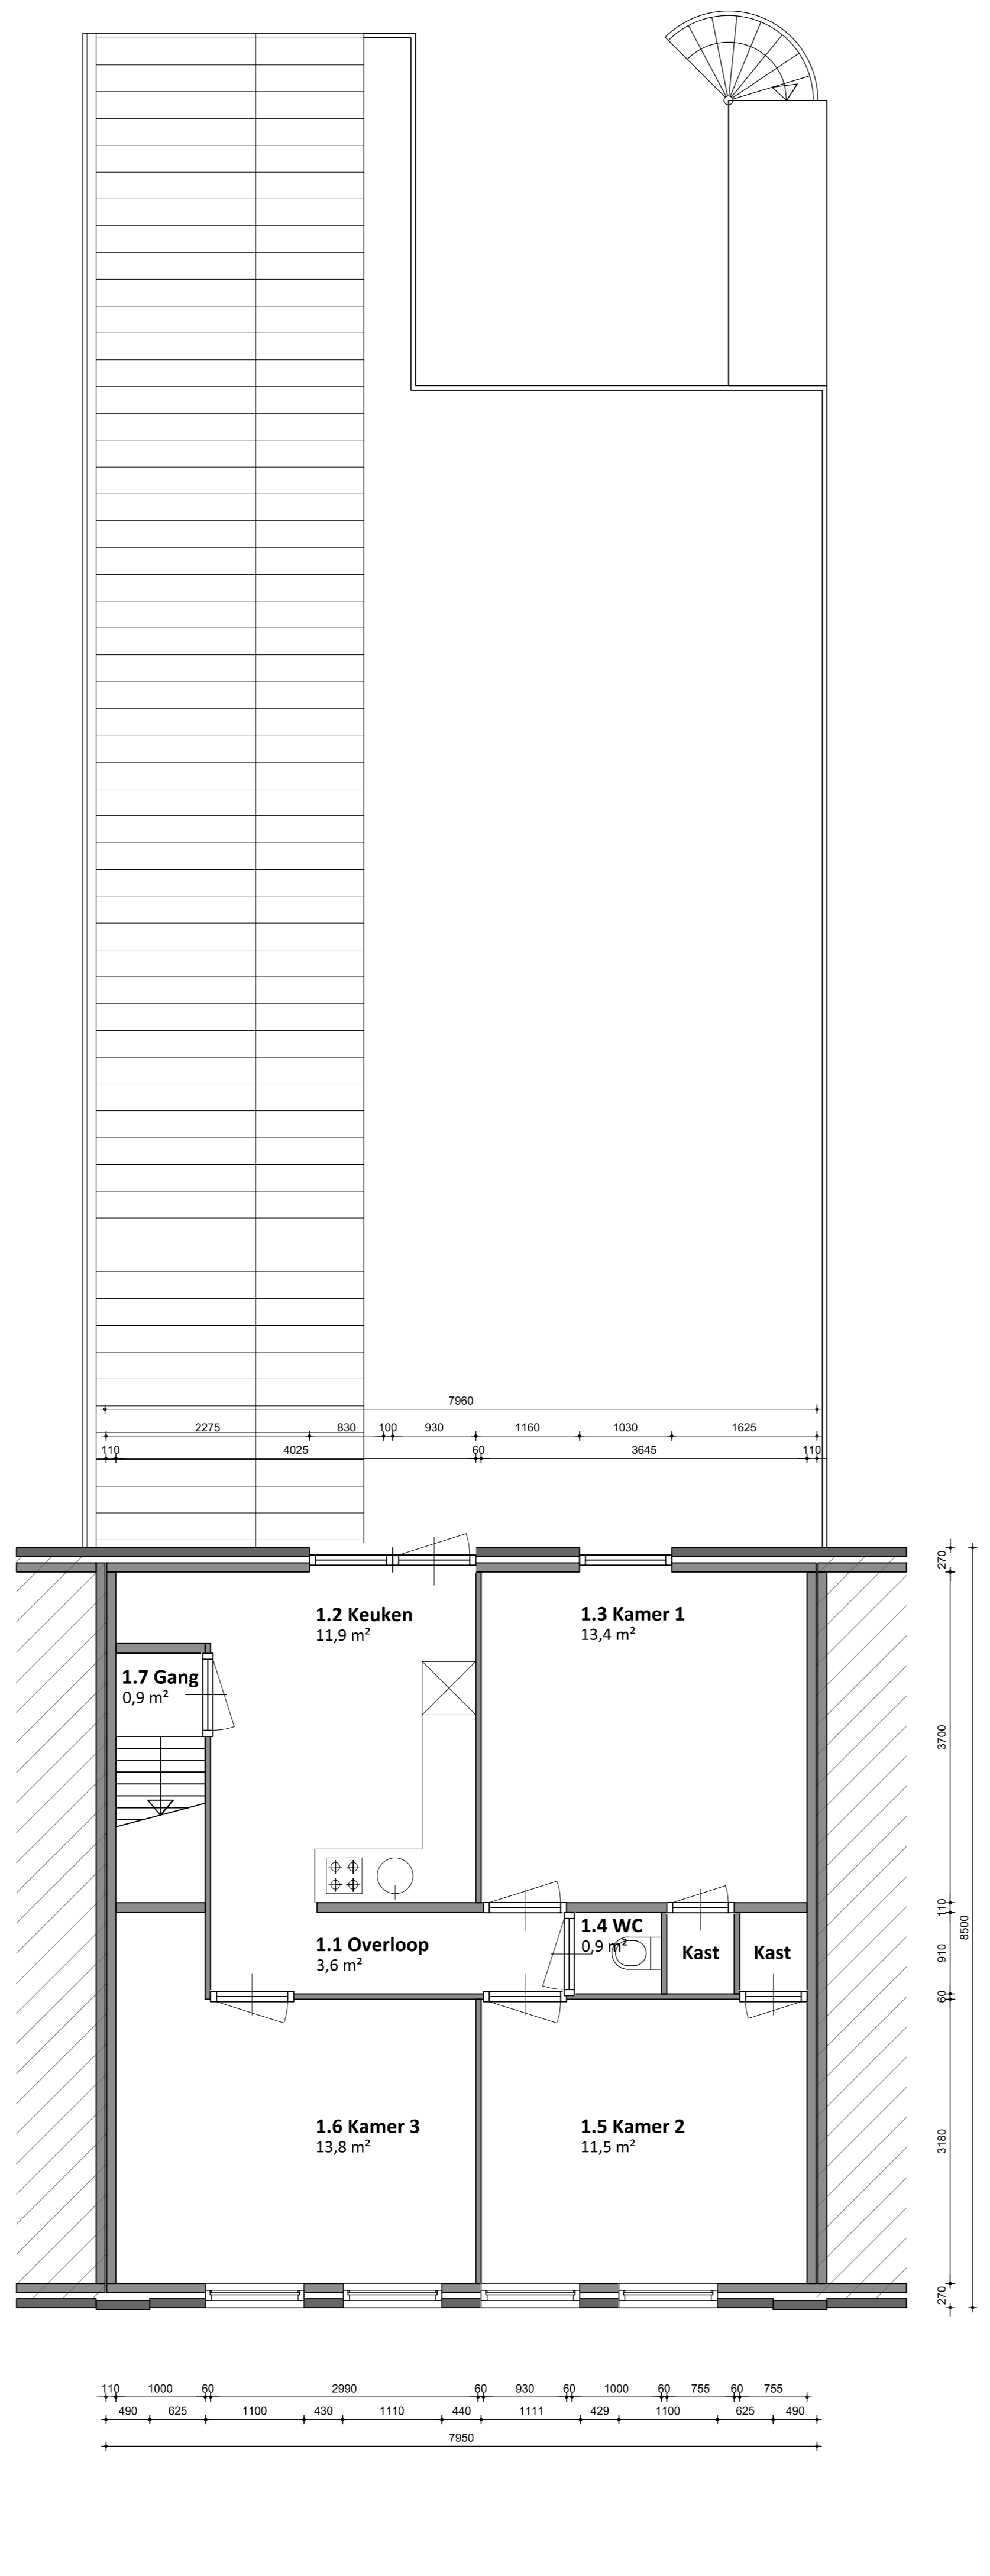 7960
2275 830 100 930 1160 1030 1625
110 4025 60 3645 110
270
1.2 Keuken
11,9 m²
1.3 Kamer 1
13,4 m²
1.7 Gang
0,9 m²
3700
110
8500
1.1 Overloop
3,6 m²
1.4 WC
0,9 m²
Kast
Kast
910
60
1.6 Kamer 3
13,8 m²
1.5 Kamer 2
11,5 m²
3180
270
110 1000 60 2990 60 930 60 1000 60 755 60 755
490 625 1100 430 1110 440 1111 429 1100 625 490
7950